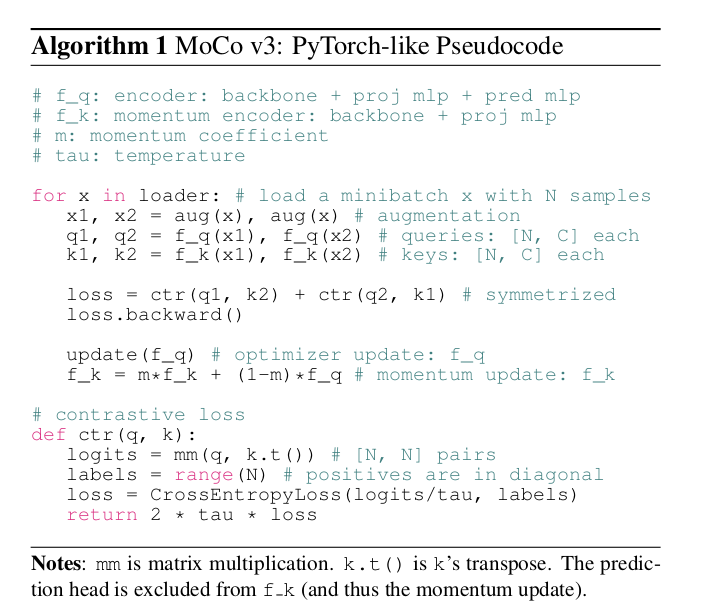 Algorithm 1 MoCo v3: PyTorch-like Pseudocode
# f_q: encoder: backbone + proj mlp + pred mlp
# f_k: momentum encoder: backbone + proj mlp
# m: momentum coefficient
# tau: temperature
for x in loader: # load a minibatch x with N samples
x1, x2 = aug(x), aug(x) # augmentation
q1, q2 = f_q(x1), f_q(x2) # queries: [N, C] each
k1, k2 = f_k(x1), f_k(x2) # keys: [N, C] each
loss = ctr(q1, k2) + ctr(q2, k1) # symmetrized
loss.backward()
update(f_q) # optimizer update: f_q
f_k = m*f_k + (1-m)*f_q # momentum update: f_k
# contrastive loss
def ctr(q, k):
logits = mm(q, k.t()) # [N, N] pairs
labels = range(N) # positives are in diagonal
loss = CrossEntropyLoss(logits/tau, labels)
return 2 * tau * loss
Notes: mm is matrix multiplication. k.t() is k's transpose. The predic-
tion head is excluded from f_k (and thus the momentum update).